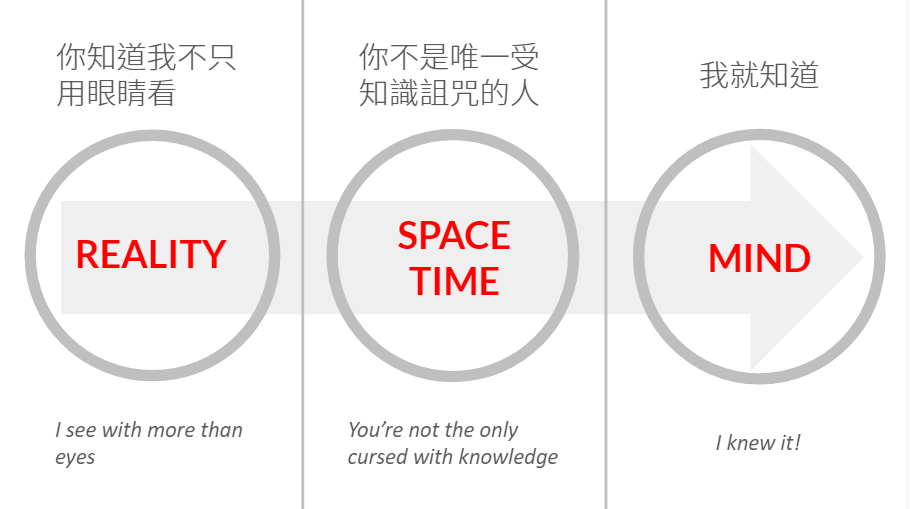 你知道我不只
用眼睛看
你不是唯一受
知識詛咒的人
我就知道
REALITY
SPACE
TIME
MIND
I see with more than
eyes
You’re not the only
cursed with knowledge
I knew it!